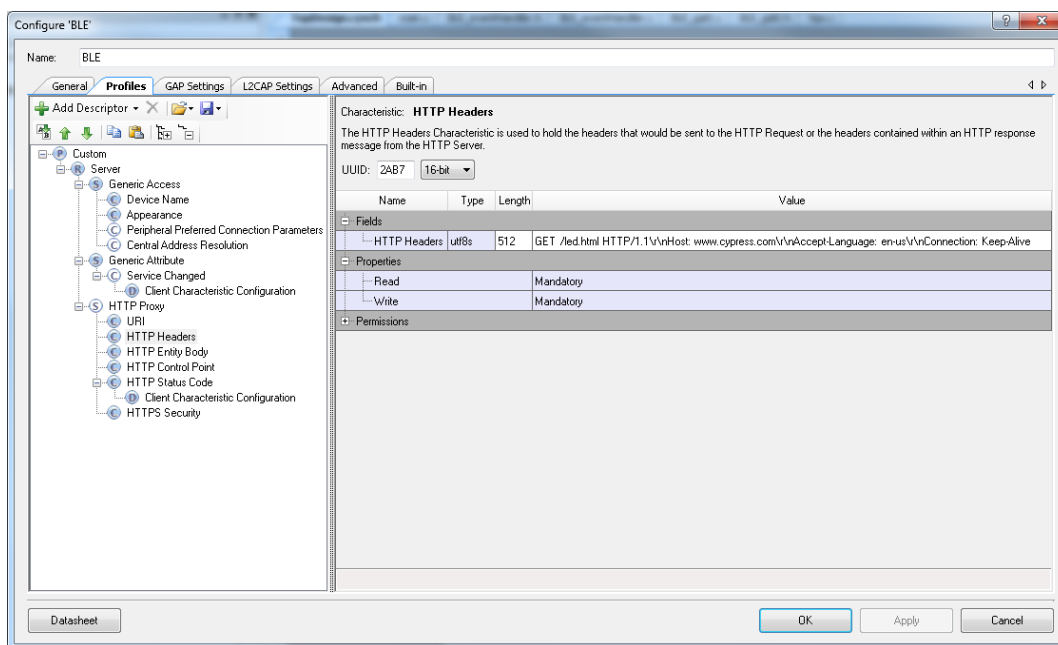 Configure 'BLE'
Name: BLE
General Profiles GAP Settings L2CAP Settings Advanced Built-in
Add Descriptor
Custom
Server
Generic Access
Device Name
Appearance
Peripheral Preferred Connection Parameters
Central Address Resolution
Generic Attribute
Service Changed
Client Characteristic Configuration
HTTP Proxy
URI
HTTP Headers
HTTP Entity Body
HTTP Control Point
HTTP Status Code
Client Characteristic Configuration
HTTPS Security
Characteristic: HTTP Headers
The HTTP Headers Characteristic is used to hold the headers that would be sent to the HTTP Request or the headers contained within an HTTP response
message from the HTTP Server.
UUID: 2AB7 16-bit
Name Type Length Value
Fields
HTTP Headers utf8s 512 GET /led.html HTTP/1.1\r\nHost: www.cypress.com\r\nAccept-Language: en-us\r\nConnection: Keep-Alive
Properties
Read Mandatory
Write Mandatory
Permissions
Datasheet OK Apply Cancel